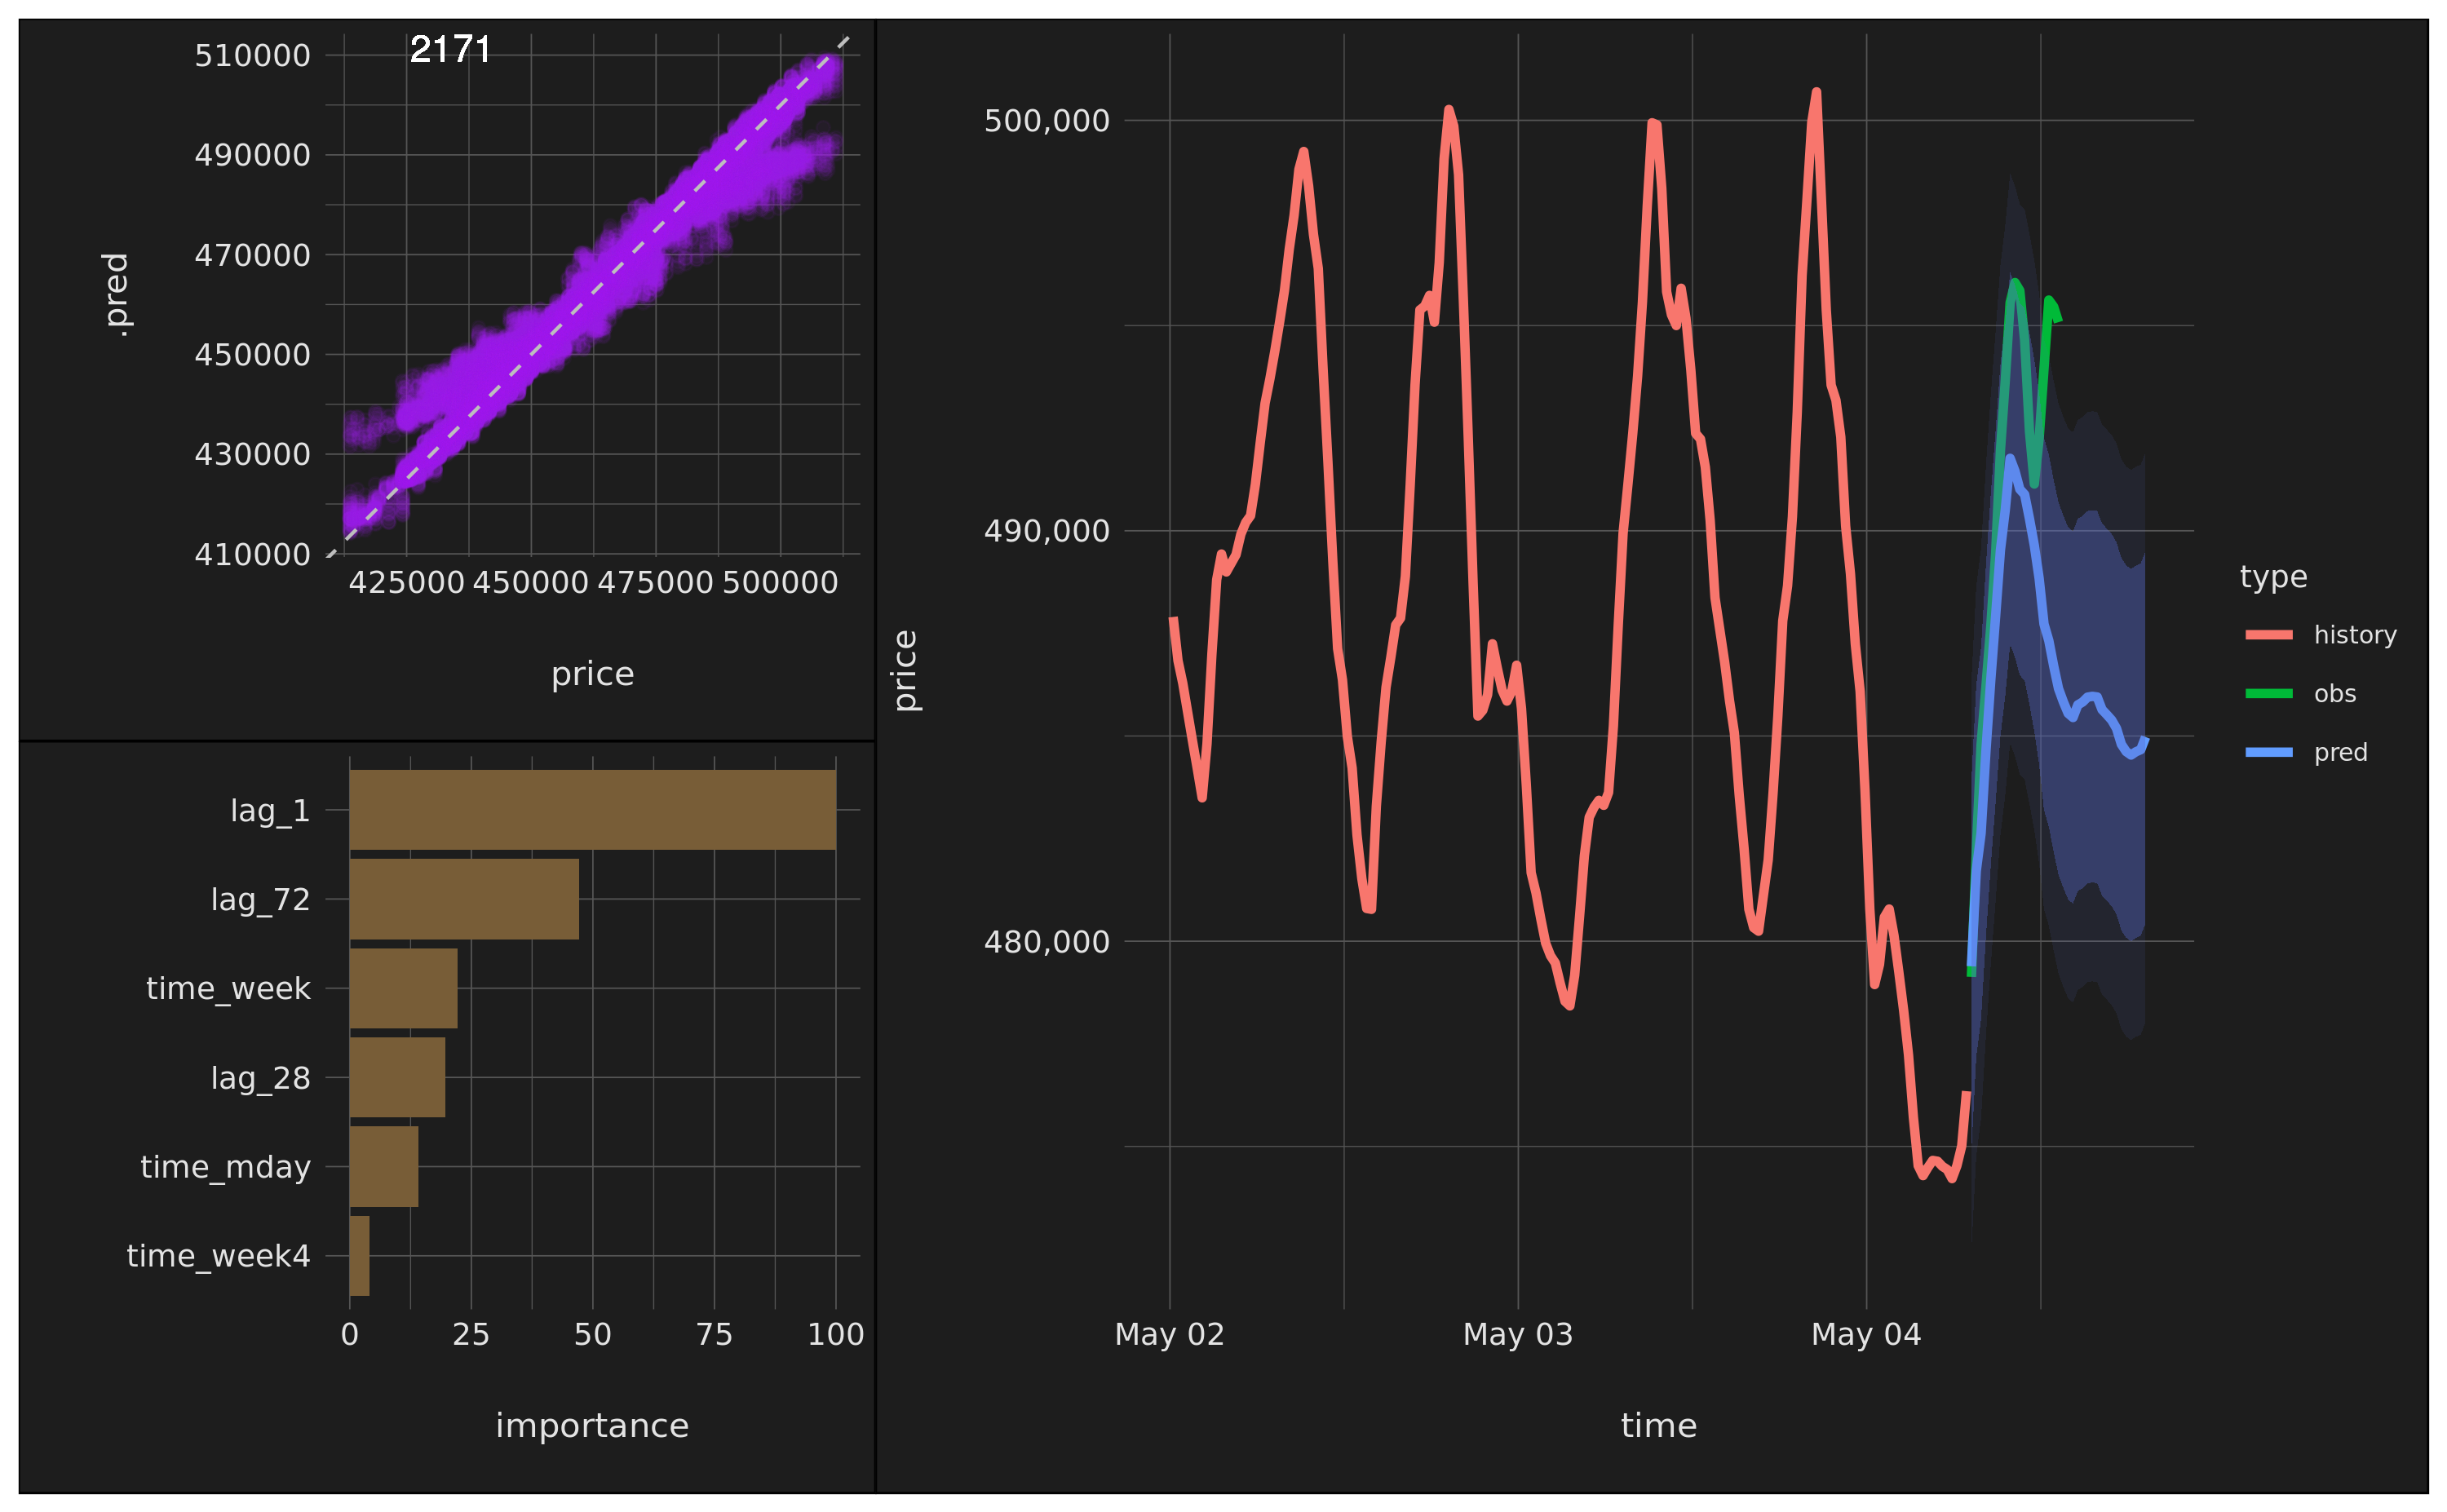 2171
510000
490000
470000
450000
430000
410000
.pred
425000 450000 475000 500000
price
lag_1
lag_72
time_week
lag_28
time_mday
time_week4
0 25 50 75 100
importance
500,000
490,000
480,000
price
May 02 May 03 May 04
time
type
history
obs
pred